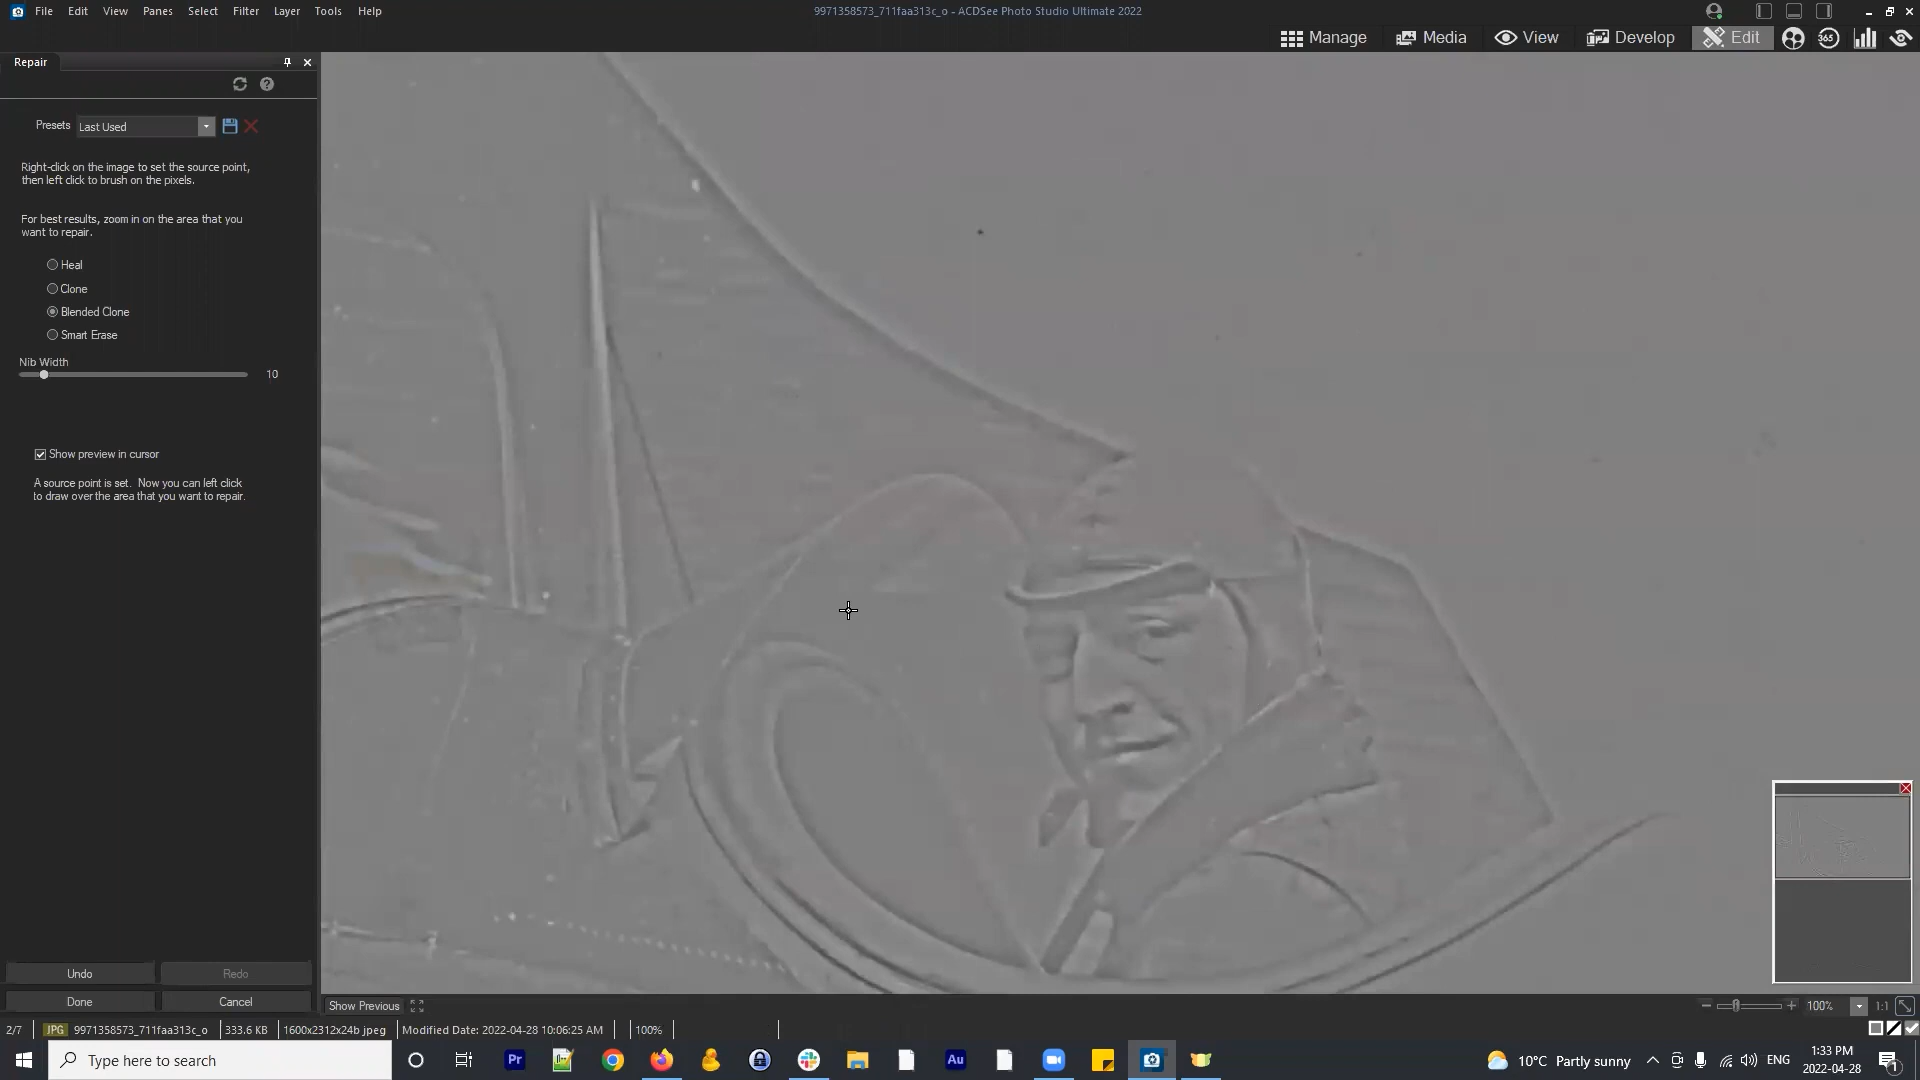 File Edit View Panes Select Filter Layer Tools Help
9971358573_711faa313c_o - ACDSee Photo Studio Ultimate 2022
Manage Media View Develop Edit 365
Repair
Presets Last Used
Right-click on the image to set the source point,
then left click to brush on the pixels.
For best results, zoom in on the area that you
want to repair.
Heal
Clone
Blended Clone
Smart Erase
Nib Width
10
Show preview in cursor
A source point is set. Now you can left click
to draw over the area that you want to repair.
Undo Redo
Done Cancel
Show Previous 100% 1:1
2/7 JPG 9971358573_711faa313c_o 333.6 KB 1600x2312x24b jpeg Modified Date: 2022-04-28 10:06:25 AM 100%
Type here to search Pr Au 10°C Partly sunny ENG 1:33 PM
2022-04-28 1